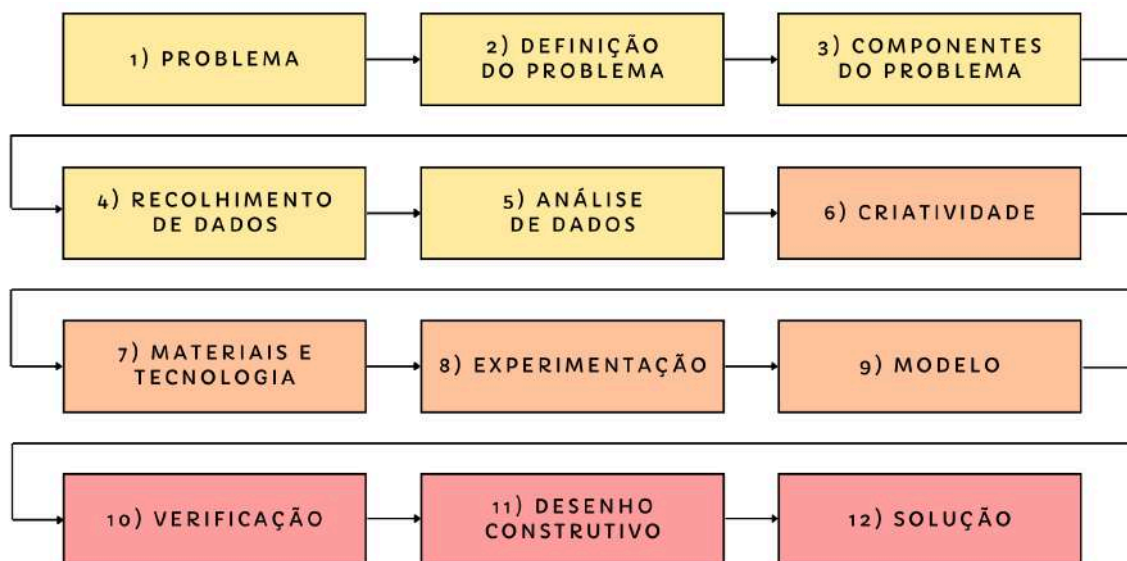 1) PROBLEMA
2) DEFINIÇÃO
DO PROBLEMA
3) COMPONENTES
DO PROBLEMA
4) RECOLHIMENTO
DE DADOS
5) ANÁLISE
DE DADOS
6) CRIATIVIDADE
7) MATERIAIS E
TECNOLOGIA
8) EXPERIMENTAÇÃO
9) MODELO
10) VERIFICAÇÃO
11) DESENHO
CONSTRUTIVO
12) SOLUÇÃO